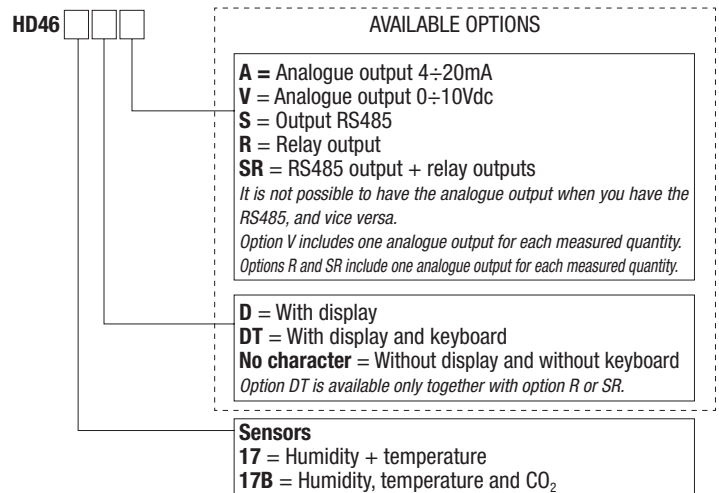 HD46
AVAILABLE OPTIONS
A = Analogue output 4÷20mA
V = Analogue output 0÷10Vdc
S = Output RS485
R = Relay output
SR = RS485 output + relay outputs
It is not possible to have the analogue output when you have the
RS485, and vice versa.
Option V includes one analogue output for each measured quantity.
Options R and SR include one analogue output for each measured quantity.
D = With display
DT = With display and keyboard
No character = Without display and without keyboard
Option DT is available only together with option R or SR.
Sensors
17 = Humidity + temperature
17B = Humidity, temperature and CO₂